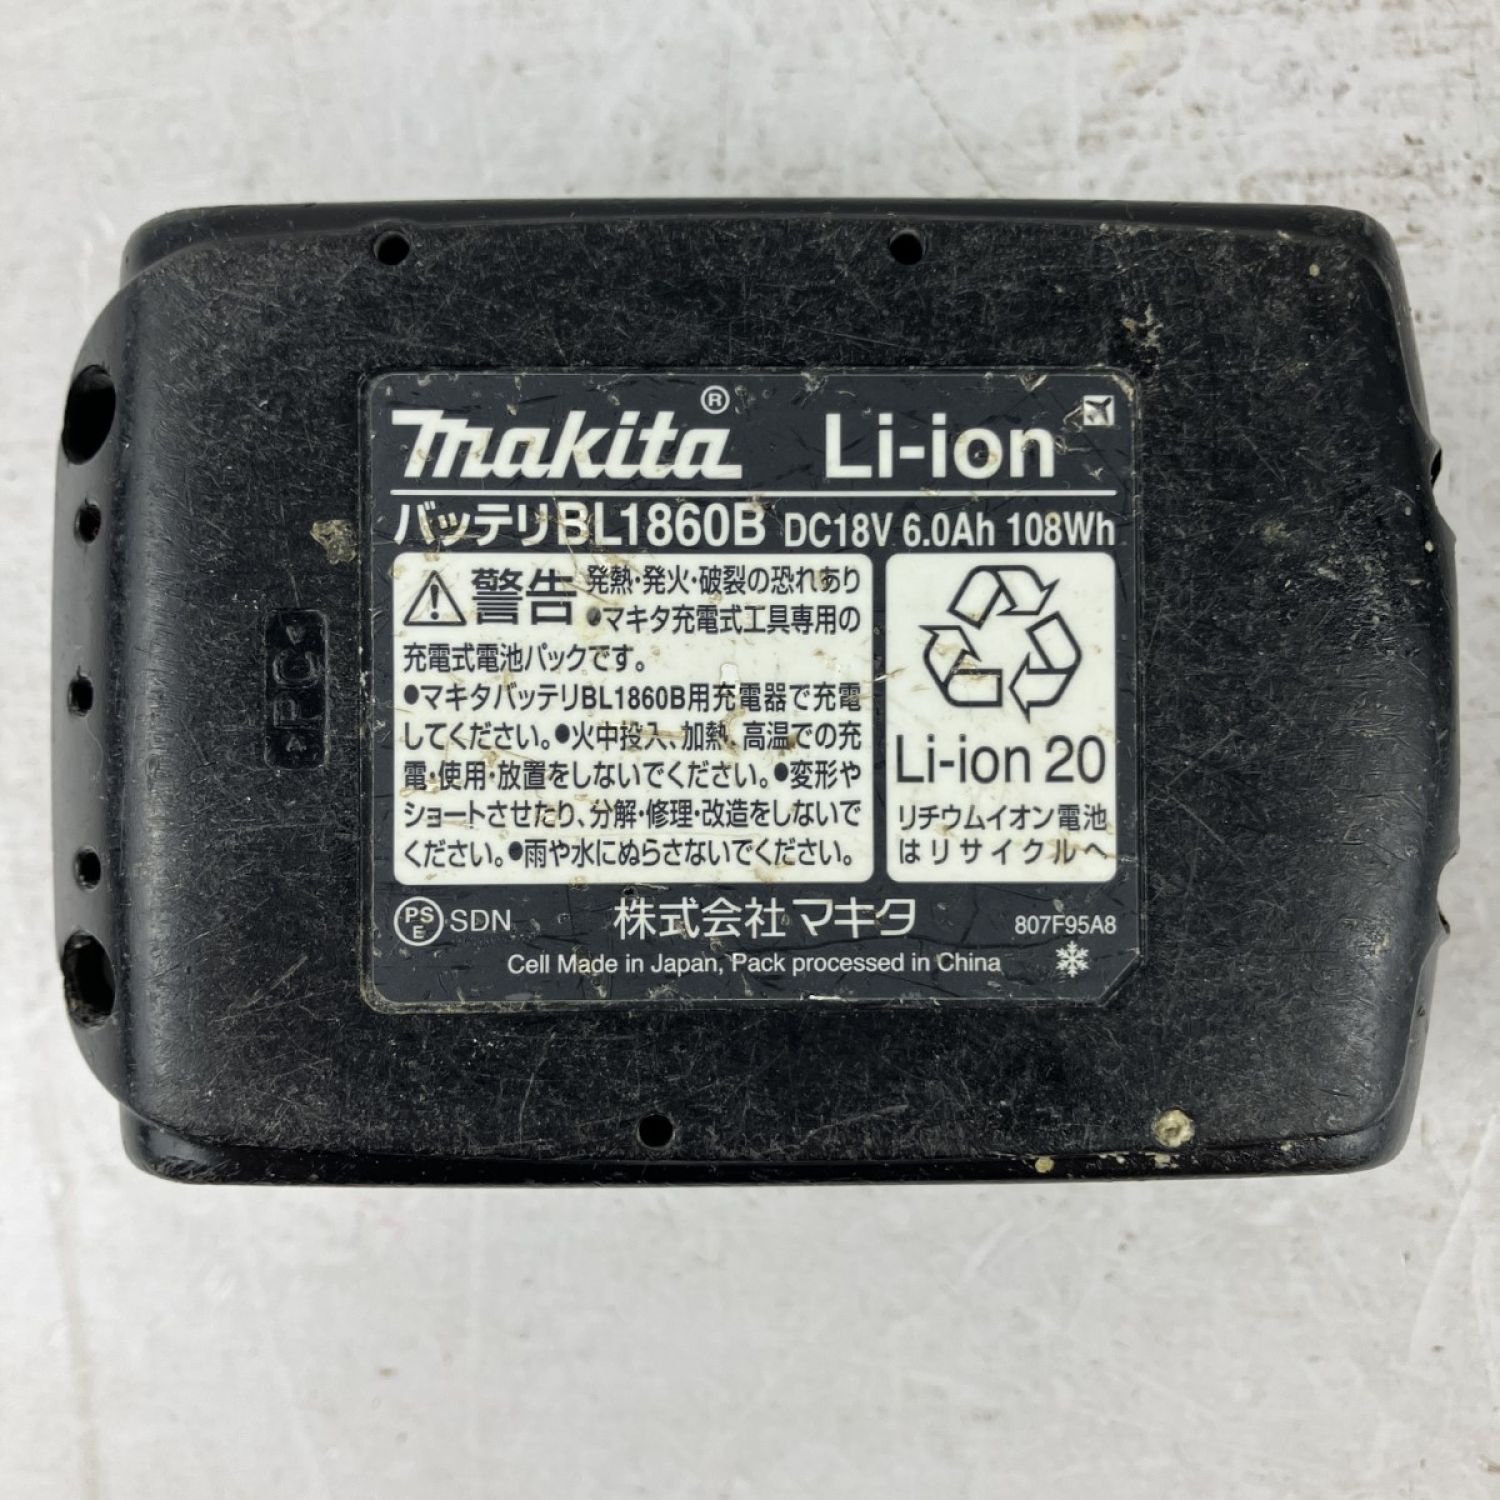 makita® Li-ion
バッテリBL1860B DC18V 6.0Ah 108Wh
警告 発熱・発火・破裂の恐れあり
●マキタ充電式工具専用の
充電式電池パックです。
●マキタバッテリBL1860B用充電器で充電
してください。●火中投入、加熱、高温での充
電・使用・放置をしないでください。●変形や
ショートさせたり、分解・修理・改造をしないで
ください。●雨や水にぬらさないでください。
Li-ion 20
リチウムイオン電池
はリサイクルへ
PS
E
SDN
株式会社マキタ
807F95A8
Cell Made in Japan, Pack processed in China
>PC<